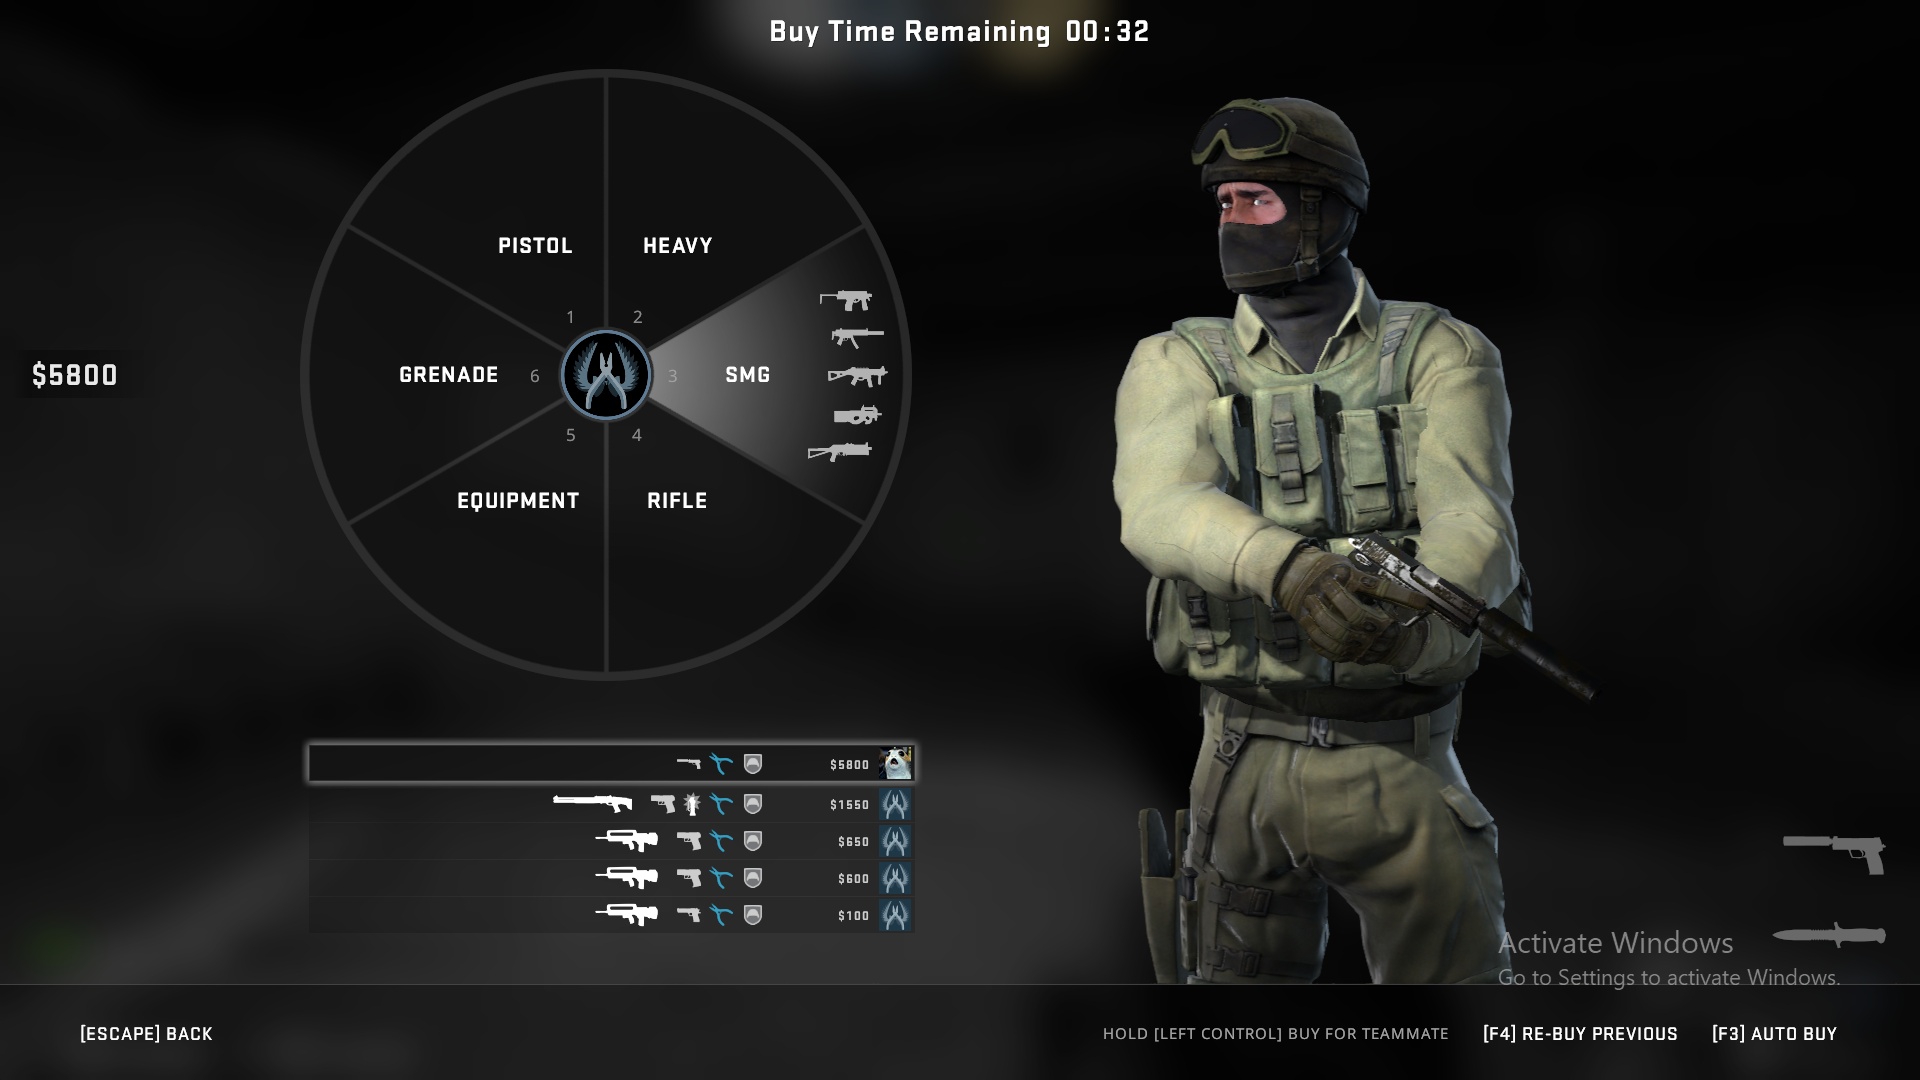 Buy Time Remaining 00:32
PISTOL
HEAVY
1
2
$5800
GRENADE
6
3
SMG
5
4
EQUIPMENT
RIFLE
$5800
$1550
$650
$600
$100
Activate Windows
Go to Settings to activate Windows.
[ESCAPE] BACK
HOLD [LEFT CONTROL] BUY FOR TEAMMATE
[F4] RE-BUY PREVIOUS
[F3] AUTO BUY